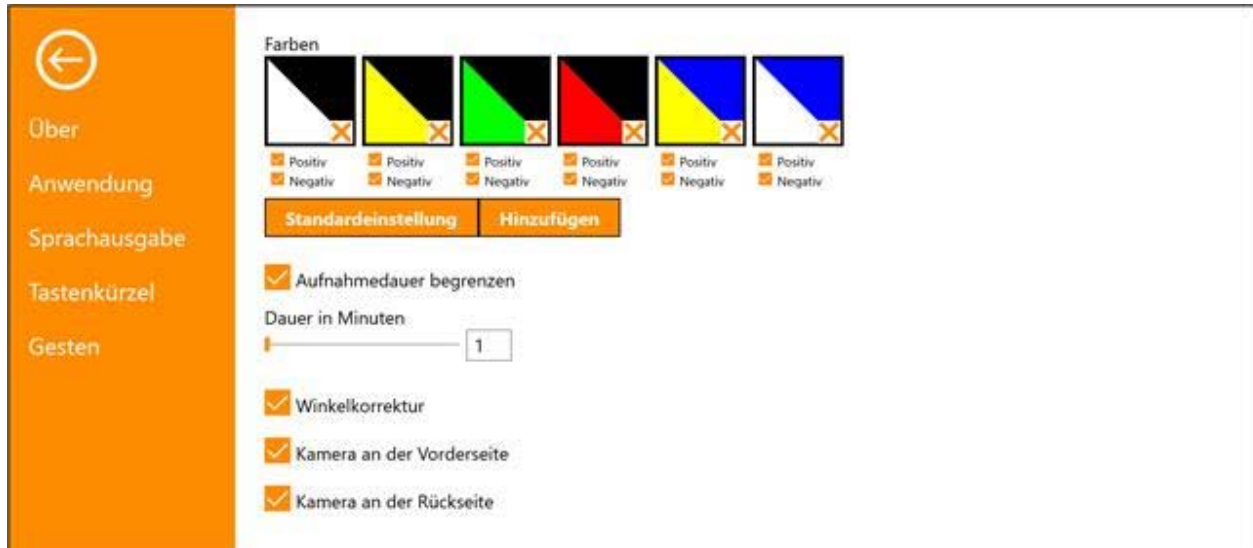 Über
Anwendung
Sprachausgabe
Tastenkürzel
Gesten
Farben
Positiv Positiv Positiv Positiv Positiv Positiv
Negativ Negativ Negativ Negativ Negativ Negativ
Standardeinstellung Hinzufügen
Aufnahmedauer begrenzen
Dauer in Minuten
1
Winkelkorrektur
Kamera an der Vorderseite
Kamera an der Rückseite